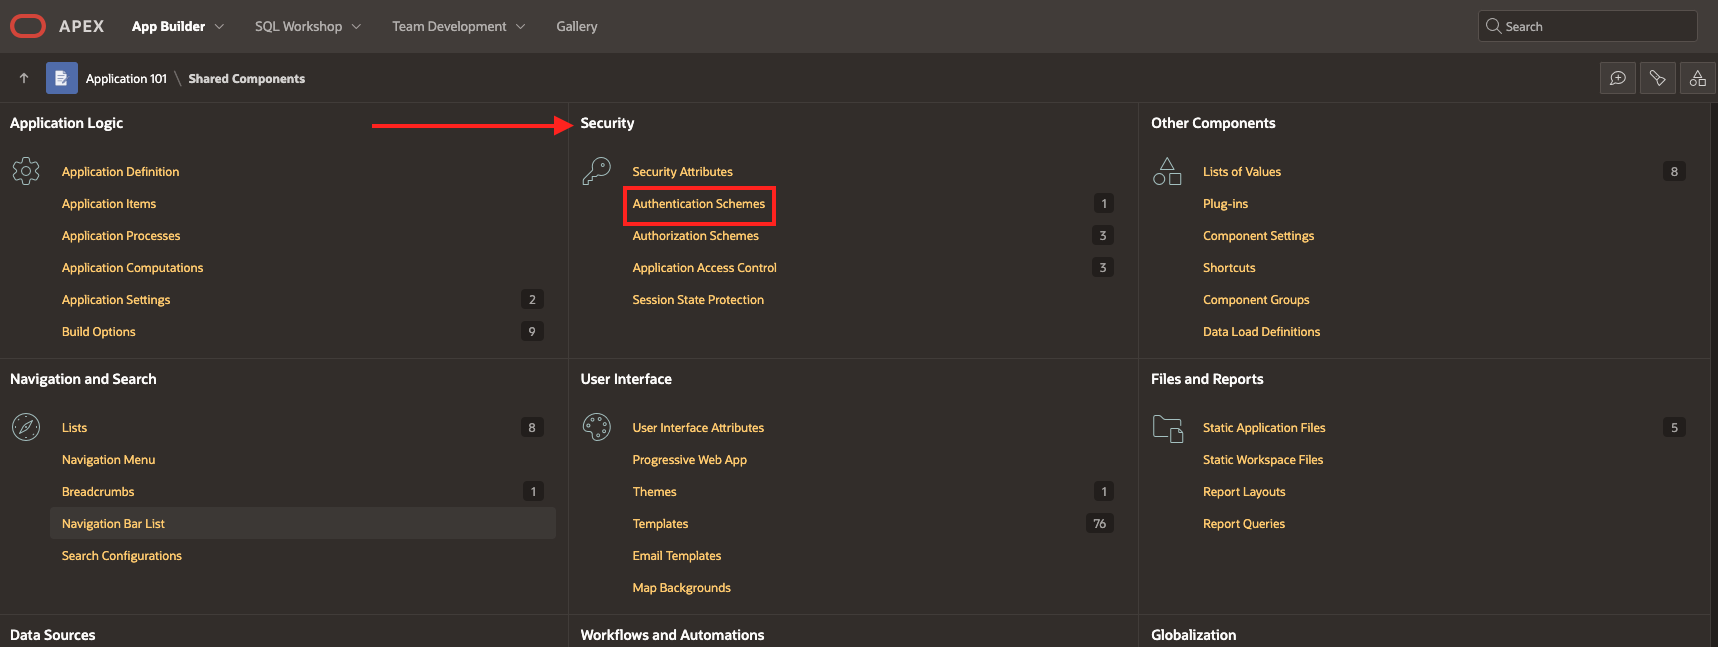 APEX App Builder SQL Workshop Team Development Gallery Search
Application 101 \ Shared Components
Application Logic
Application Definition
Application Items
Application Processes
Application Computations
Application Settings 2
Build Options 9
Security
Security Attributes
Authentication Schemes 1
Authorization Schemes 3
Application Access Control 3
Session State Protection
Other Components
Lists of Values 8
Plug-ins
Component Settings
Shortcuts
Component Groups
Data Load Definitions
Navigation and Search
Lists 8
Navigation Menu
Breadcrumbs 1
Navigation Bar List
Search Configurations
User Interface
User Interface Attributes
Progressive Web App
Themes 1
Templates 76
Email Templates
Map Backgrounds
Files and Reports
Static Application Files 5
Static Workspace Files
Report Layouts
Report Queries
Data Sources
Workflows and Automations
Globalization